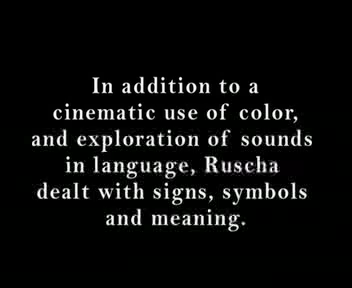 In addition to a
cinematic use of color,
and exploration of sounds
in language, Ruscha
dealt with signs, symbols
and meaning.